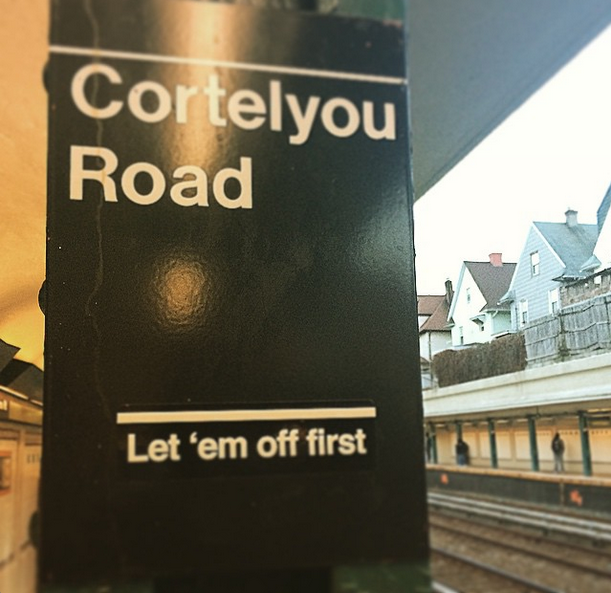 Cortelyou
Road
Let ‘em off first